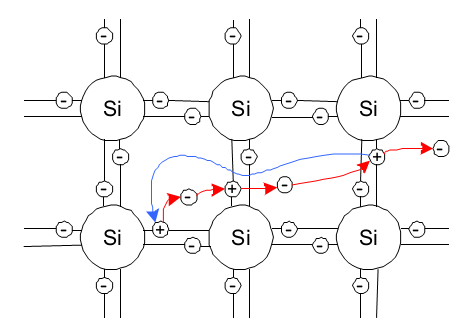 - - -
Si - Si - Si -
- - -
- - + -
- + - -
Si + Si - Si -
- -
- - -